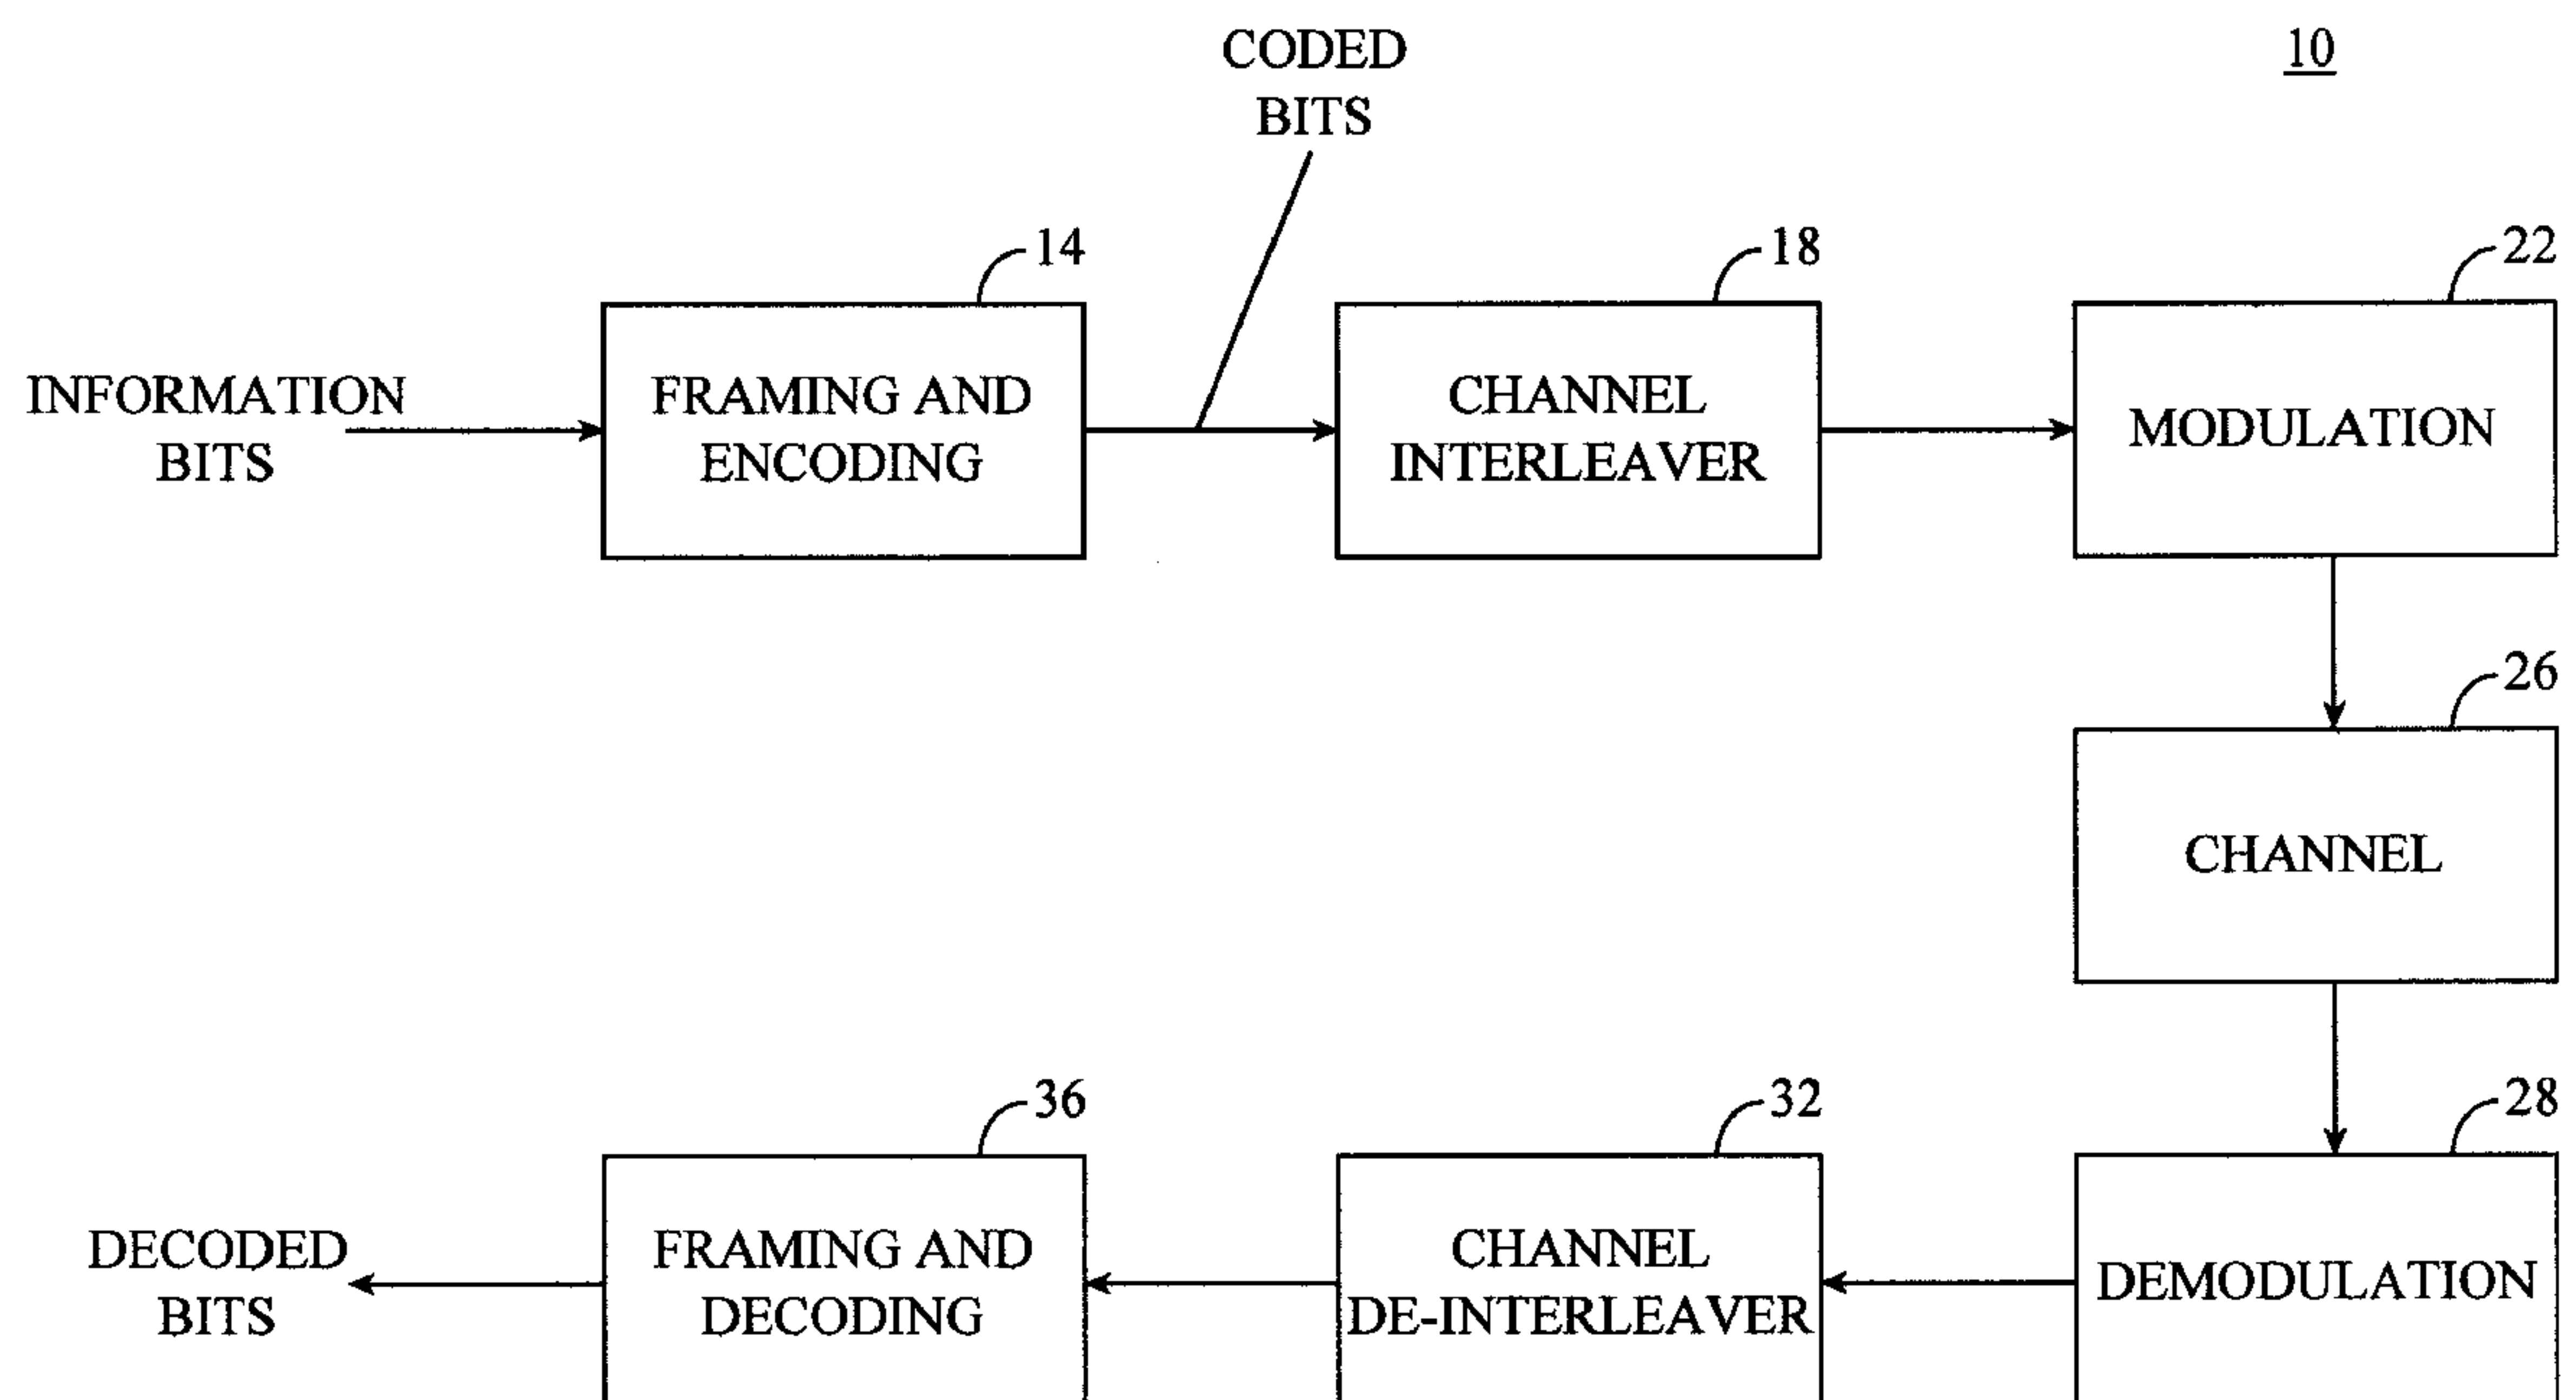 CODED
BITS
10
14
18
22
INFORMATION
BITS
FRAMING AND
ENCODING
CHANNEL
INTERLEAVER
MODULATION
26
CHANNEL
36
32
28
DECODED
BITS
FRAMING AND
DECODING
CHANNEL
DE-INTERLEAVER
DEMODULATION